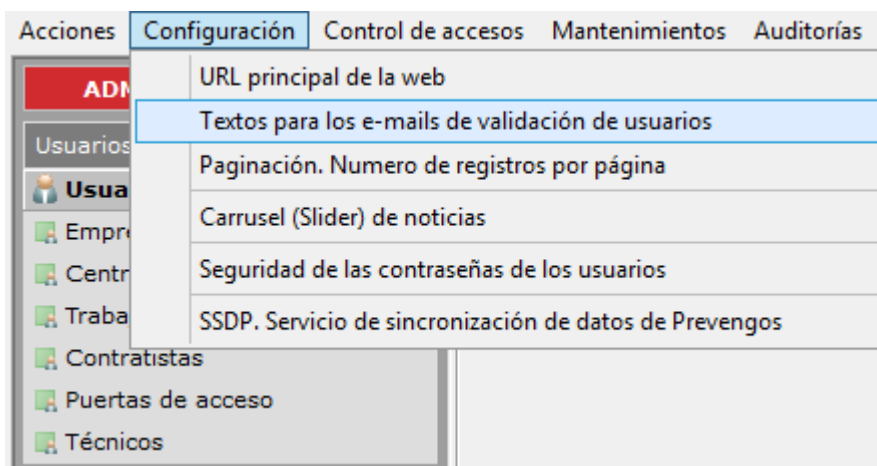 Acciones Configuración Control de accesos Mantenimientos Auditorías
URL principal de la web
Textos para los e-mails de validación de usuarios
Paginación. Numero de registros por página
Carrusel (Slider) de noticias
Seguridad de las contraseñas de los usuarios
SSDP. Servicio de sincronización de datos de Prevengos
Usuarios
Contratistas
Puertas de acceso
Técnicos